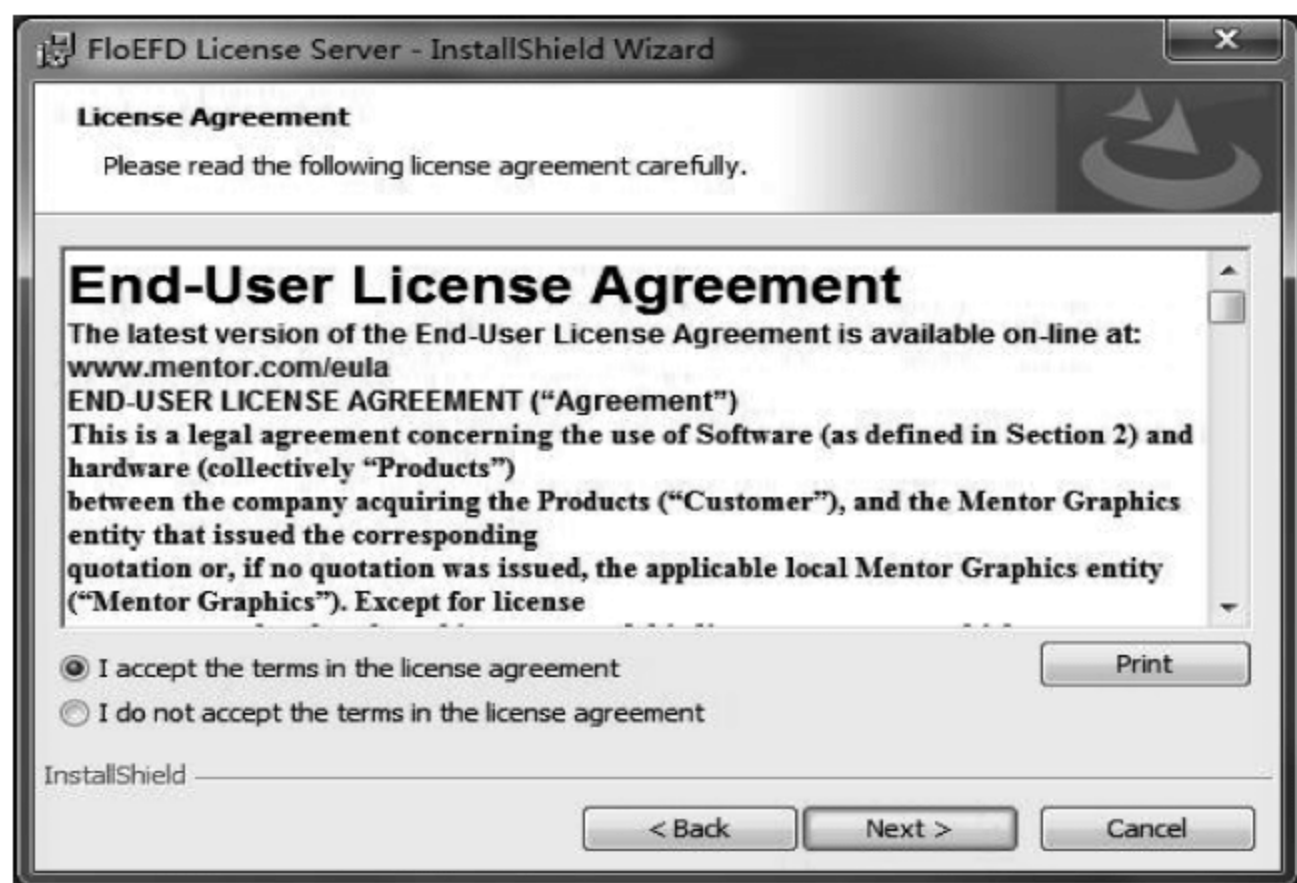 FloEFD License Server - InstallShield Wizard
License Agreement
Please read the following license agreement carefully.
End-User License Agreement
The latest version of the End-User License Agreement is available on-line at:
www.mentor.com/eula
END-USER LICENSE AGREEMENT (“Agreement”)
This is a legal agreement concerning the use of Software (as defined in Section 2) and
hardware (collectively “Products”)
between the company acquiring the Products (“Customer”), and the Mentor Graphics
entity that issued the corresponding
quotation or, if no quotation was issued, the applicable local Mentor Graphics entity
(“Mentor Graphics”). Except for license
I accept the terms in the license agreement
Print
I do not accept the terms in the license agreement
InstallShield
< Back
Next >
Cancel